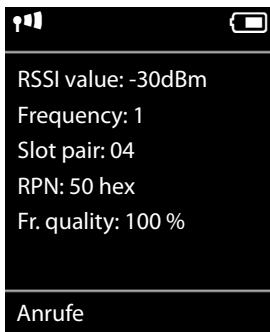 RSSI value: -30dBm
Frequency: 1
Slot pair: 04
RPN: 50 hex
Fr. quality: 100 %
Anrufe